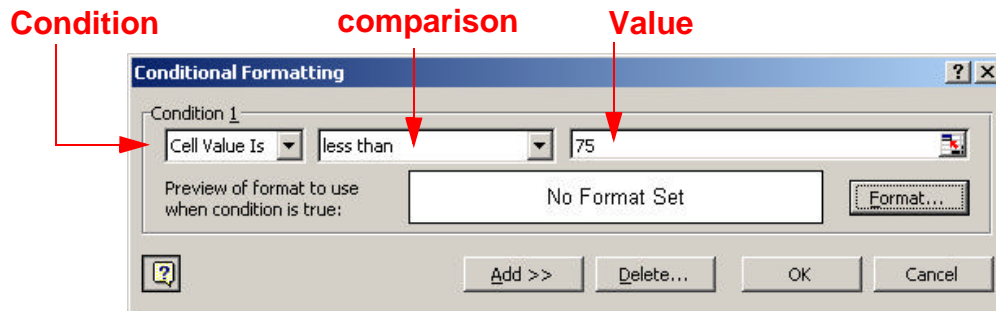 Condition comparison Value
Conditional Formatting
Condition 1
Cell Value Is less than 75
Preview of format to use
when condition is true:
No Format Set
Format...
Add >> Delete... OK Cancel